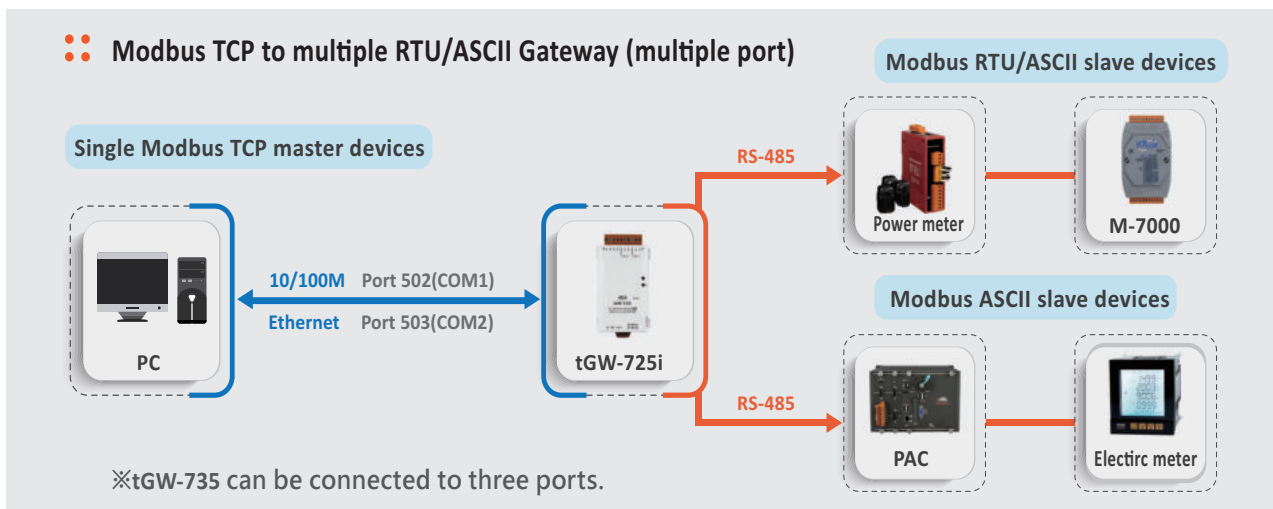 Modbus TCP to multiple RTU/ASCII Gateway (multiple port)
Modbus RTU/ASCII slave devices
Single Modbus TCP master devices
RS-485
Power meter
M-7000
10/100M Port 502(COM1)
Ethernet Port 503(COM2)
PC
tGW-725i
Modbus ASCII slave devices
RS-485
PAC
Electirc meter
※tGW-735 can be connected to three ports.